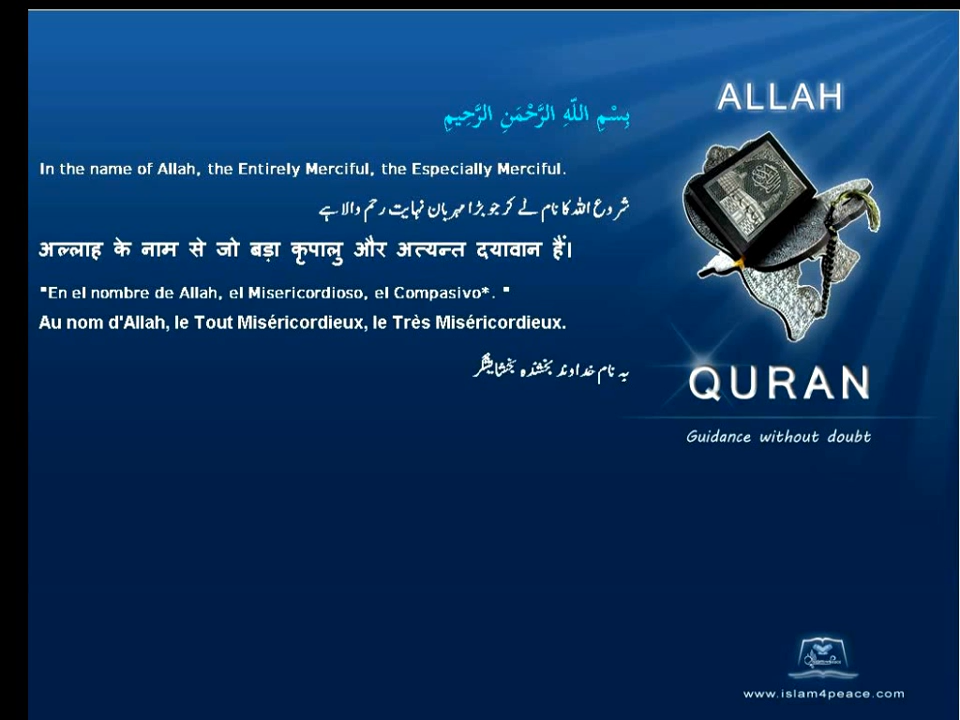 بِسْمِ اللّهِ الرَّحْمَنِ الرَّحِيمِ
In the name of Allah, the Entirely Merciful, the Especially Merciful.
شروع اللہ کا نام لے کر جو بڑا مہربان نہایت رحم والا ہے
अल्लाह के नाम से जो बड़ा कृपालु और अत्यन्त दयावान हैं।
"En el nombre de Allah, el Misericordioso, el Compasivo*. "
Au nom d'Allah, le Tout Miséricordieux, le Très Miséricordieux.
به نام خداوند بخشنده بخشایشگر
ALLAH
QURAN
Guidance without doubt
www.islam4peace.com